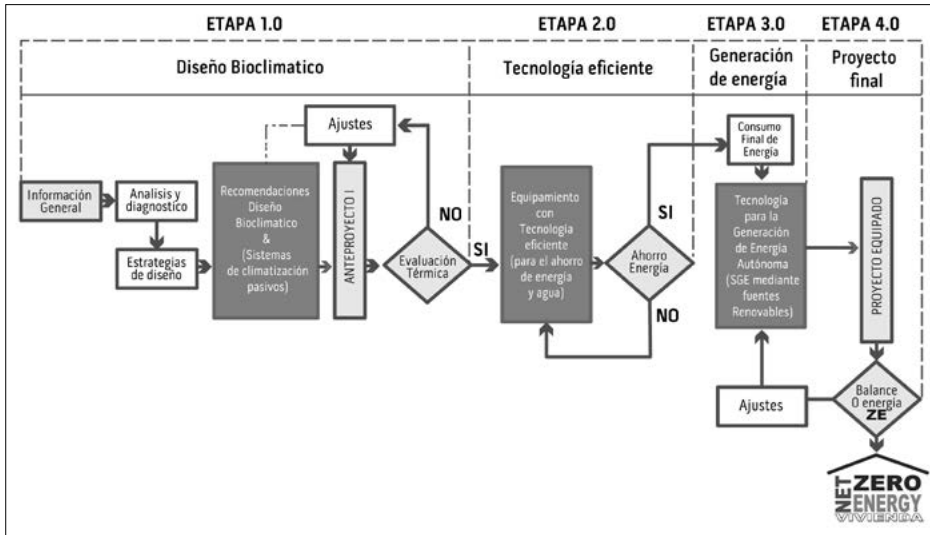 ETAPA 1.0
ETAPA 2.0
ETAPA 3.0
ETAPA 4.0
Diseño Bioclimatico
Tecnología eficiente
Generación
de energía
Proyecto
final
Información
General
Analisis y
diagnostico
Estrategias
de diseño
Recomendaciones
Diseño
Bioclimatico
&
(Sistemas
de climatización
pasivos)
Ajustes
ANTEPROYECTO I
NO
Evaluación
Térmica
SI
Equipamiento
con
Tecnología
eficiente
(para el ahorro
de energía
y agua)
SI
Ahorro
Energía
NO
Consumo
Final de
Energía
Tecnología
para la
Generación
de Energía
Autónoma
(SGE mediante
fuentes
Renovables)
Ajustes
PROYECTO EQUIPADO
Balance
0 energía
ZE
NET ZERO
ENERGY
VIVIENDA